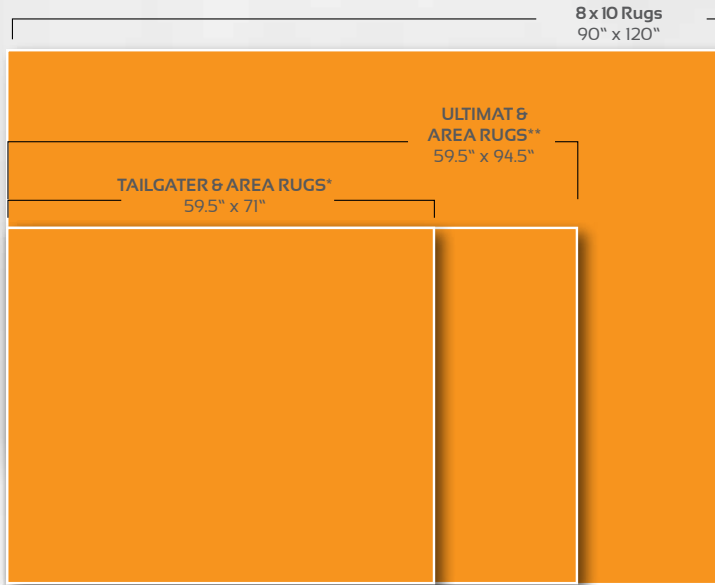 8 x 10 Rugs
90" x 120"
ULTIMAT &
AREA RUGS**
59.5" x 94.5"
TAILGATER & AREA RUGS*
59.5" x 71"